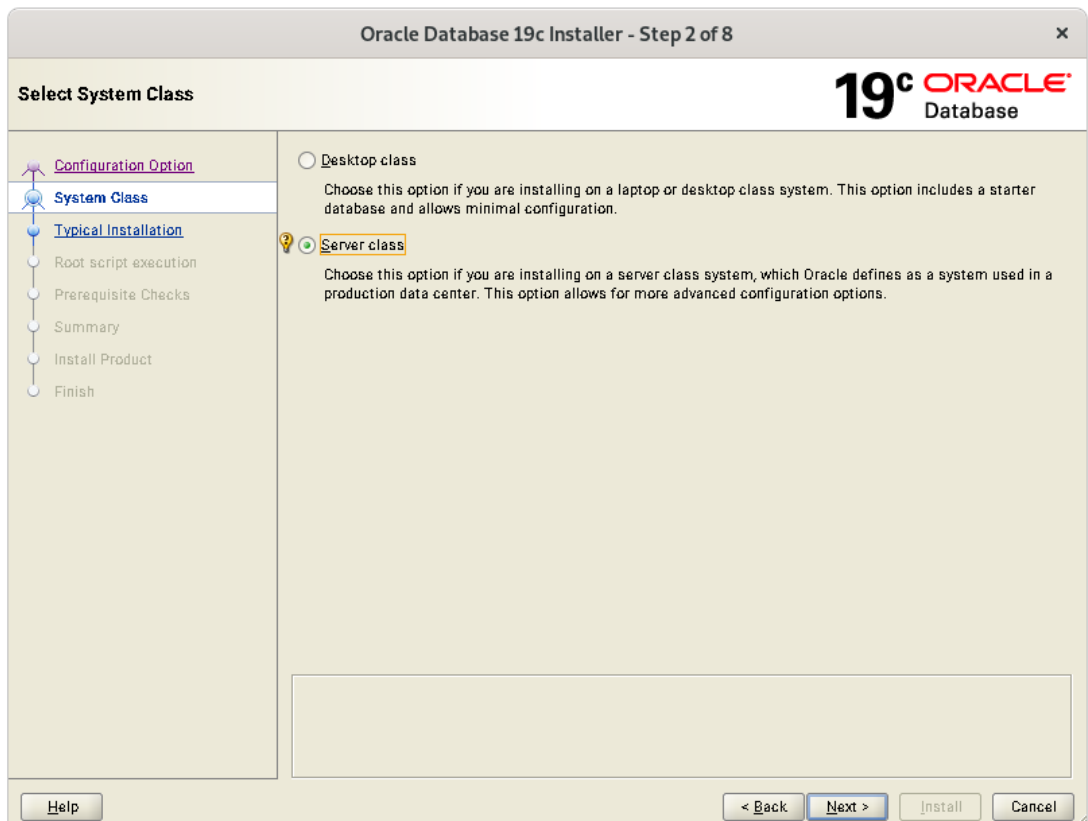 Oracle Database 19c Installer - Step 2 of 8
Select System Class
19c ORACLE
Database
Configuration Option
System Class
Typical Installation
Root script execution
Prerequisite Checks
Summary
Install Product
Finish
Desktop class
Choose this option if you are installing on a laptop or desktop class system. This option includes a starter
database and allows minimal configuration.
Server class
Choose this option if you are installing on a server class system, which Oracle defines as a system used in a
production data center. This option allows for more advanced configuration options.
Help
< Back
Next >
Install
Cancel